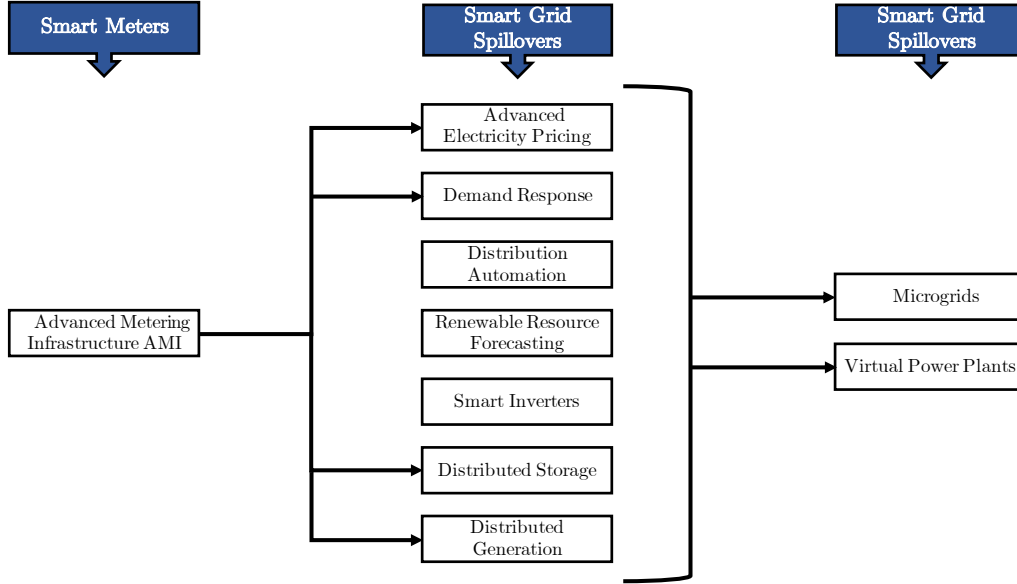 Smart Meters
Smart Grid
Spillovers
Smart Grid
Spillovers
Advanced
Electricity Pricing
Demand Response
Distribution
Automation
Advanced Metering
Infrastructure AMI
Renewable Resource
Forecasting
Smart Inverters
Distributed Storage
Distributed
Generation
Microgrids
Virtual Power Plants